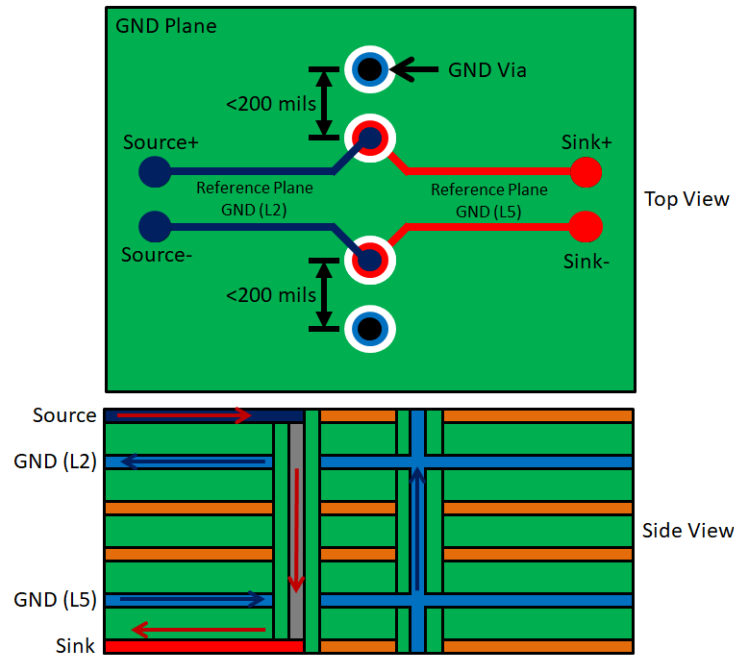 GND Plane
GND Via
<200 mils
Source+
Sink+
Reference Plane
GND (L2)
Reference Plane
GND (L5)
Top View
Source-
Sink-
<200 mils
Source
GND (L2)
Side View
GND (L5)
Sink